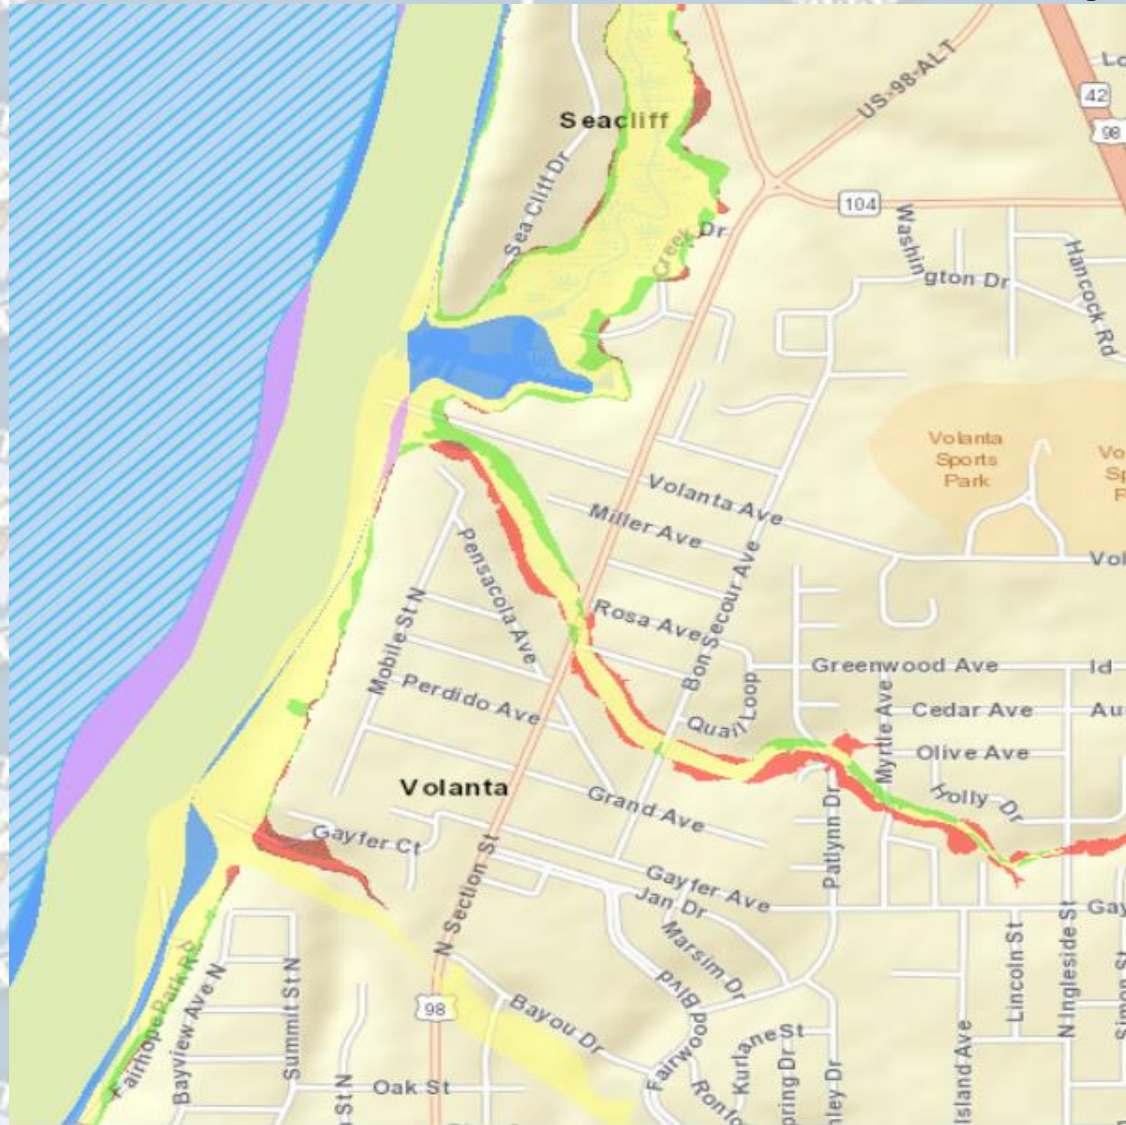 US-98-ALT
42
98
Seacliff
Sea Cliff Dr
104
Creek Dr
Washington Dr
Hancock Rd
Volanta
Sports
Park
Volanta Ave
Miller Ave
Pensacola Ave
Bon Secour Ave
Rosa Ave
Mobile St N
Greenwood Ave
Perdido Ave
Quail Loop
Myrtle Ave
Cedar Ave
Olive Ave
Volanta
Grand Ave
Holly Dr
Patlynn Dr
Gayfer Ct
N Section St
Gayfer Ave
Jan Dr
Marsim Dr
Lincoln St
N Ingleside St
Fairhope Park Rd
Bayview Ave N
Summit St N
98
Bayou Dr
Fairwood Blvd
Kurlane St
Island Ave
Oak St